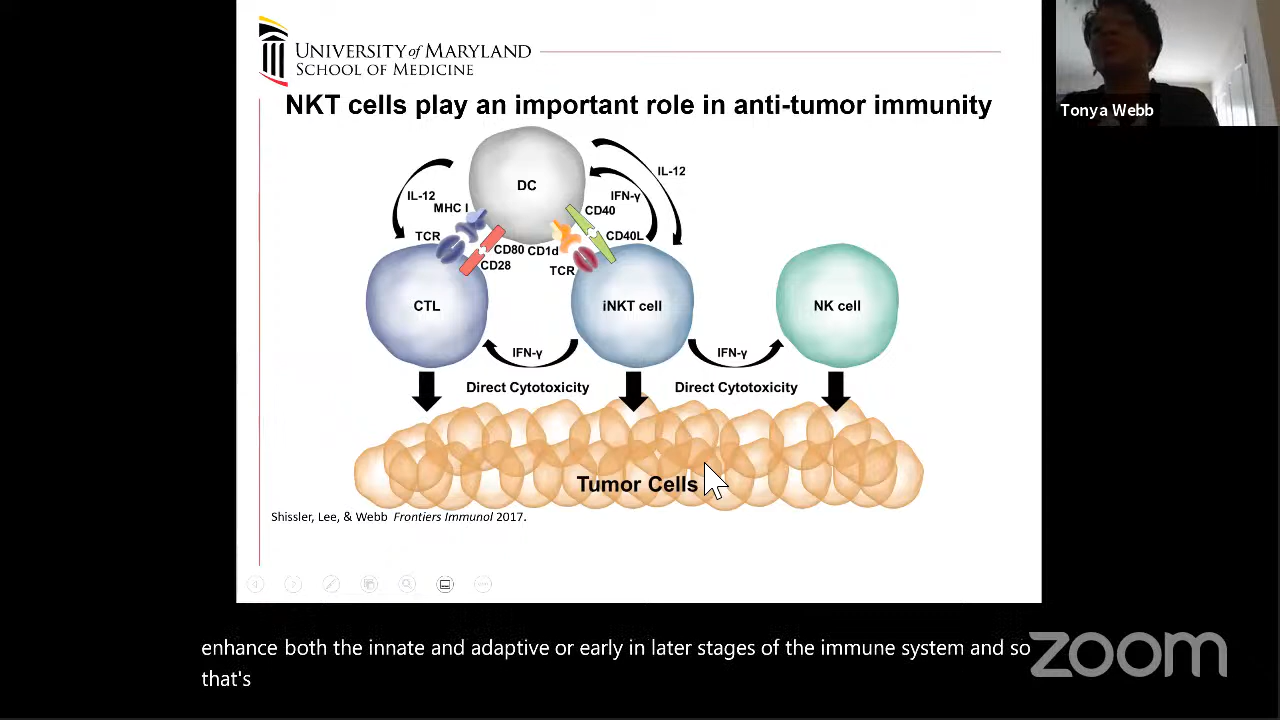 UNIVERSITY of MARYLAND
SCHOOL OF MEDICINE
Tonya Webb
NKT cells play an important role in anti-tumor immunity
DC
IL-12
IL-12
IFN-γ
MHC I
CD40
TCR
CD40L
CD80
CD1d
CD28
TCR
CTL
iNKT cell
NK cell
IFN-γ
IFN-γ
Direct Cytotoxicity
Direct Cytotoxicity
Tumor Cells
Shissler, Lee, & Webb Frontiers Immunol 2017.
enhance both the innate and adaptive or early in later stages of the immune system and so
that's
zoom